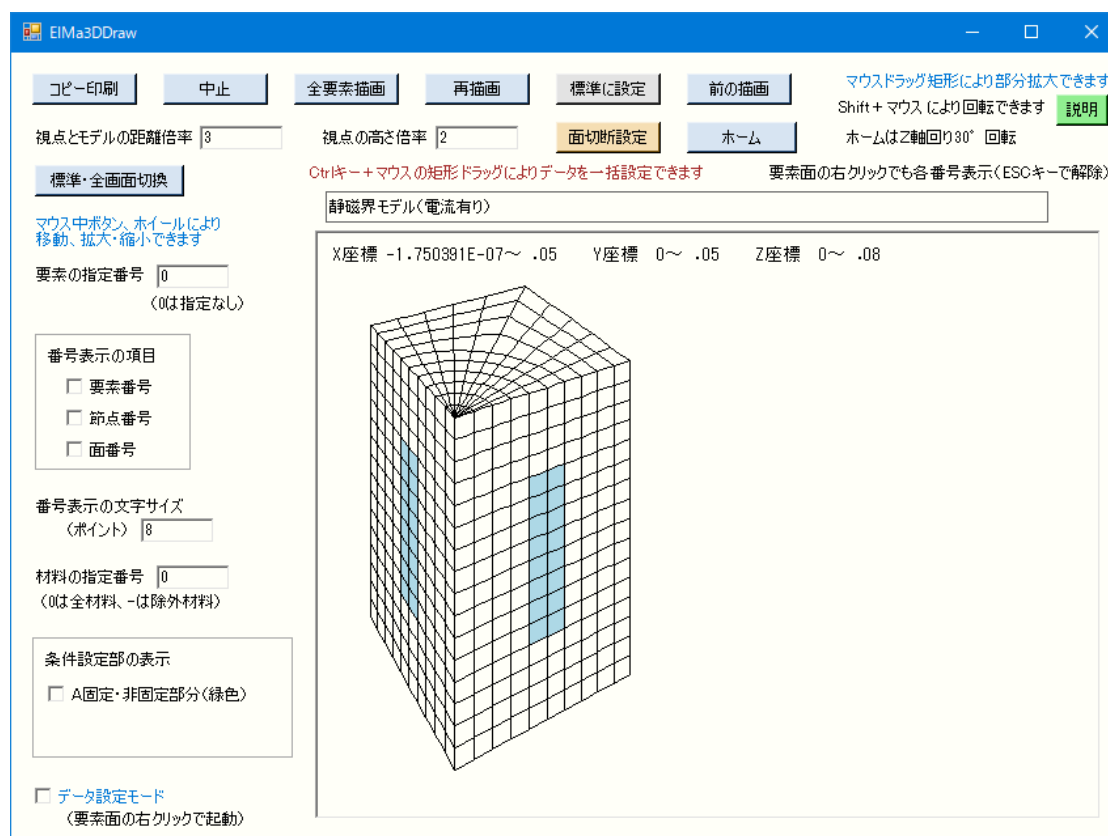 ElMa3DDraw
コピー印刷 中止 全要素描画 再描画 標準に設定 前の描画 マウスドラッグ矩形により部分拡大できます
Shift+マウスにより回転できます 説明
視点とモデルの距離倍率 3 視点の高さ倍率 2 面切断設定 ホーム ホームはZ軸回り30°回転
標準・全画面切換 Ctrlキー+マウスの矩形ドラッグによりデータを一括設定できます 要素面の右クリックでも各番号表示(ESCキーで解除)
静磁界モデル(電流有り)
マウス中ボタン、ホイールにより
移動、拡大・縮小できます
X座標 -1.750391E-07~ .05 Y座標 0~ .05 Z座標 0~ .08
要素の指定番号 0
(0は指定なし)
番号表示の項目
要素番号
節点番号
面番号
番号表示の文字サイズ
(ポイント) 8
材料の指定番号 0
(0は全材料、-は除外材料)
条件設定部の表示
A固定・非固定部分(緑色)
データ設定モード
(要素面の右クリックで起動)